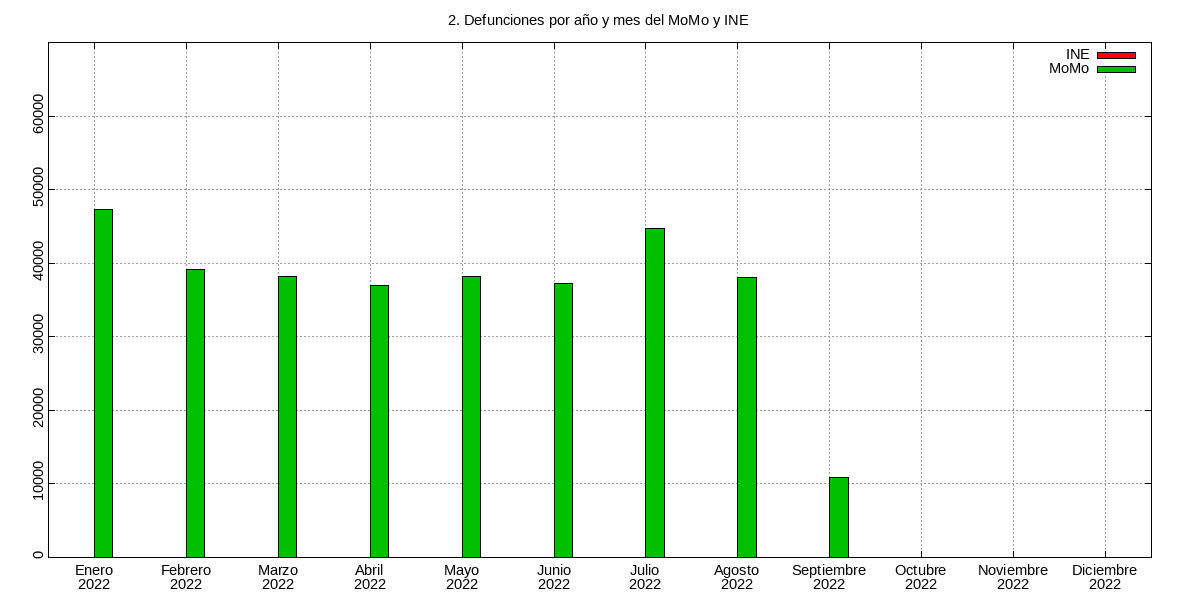 2. Defunciones por año y mes del MoMo y INE
INE
MoMo
60000
50000
40000
30000
20000
10000
0
Enero Febrero Marzo Abril Mayo Junio Julio Agosto Septiembre Octubre Noviembre Diciembre
2022 2022 2022 2022 2022 2022 2022 2022 2022 2022 2022 2022